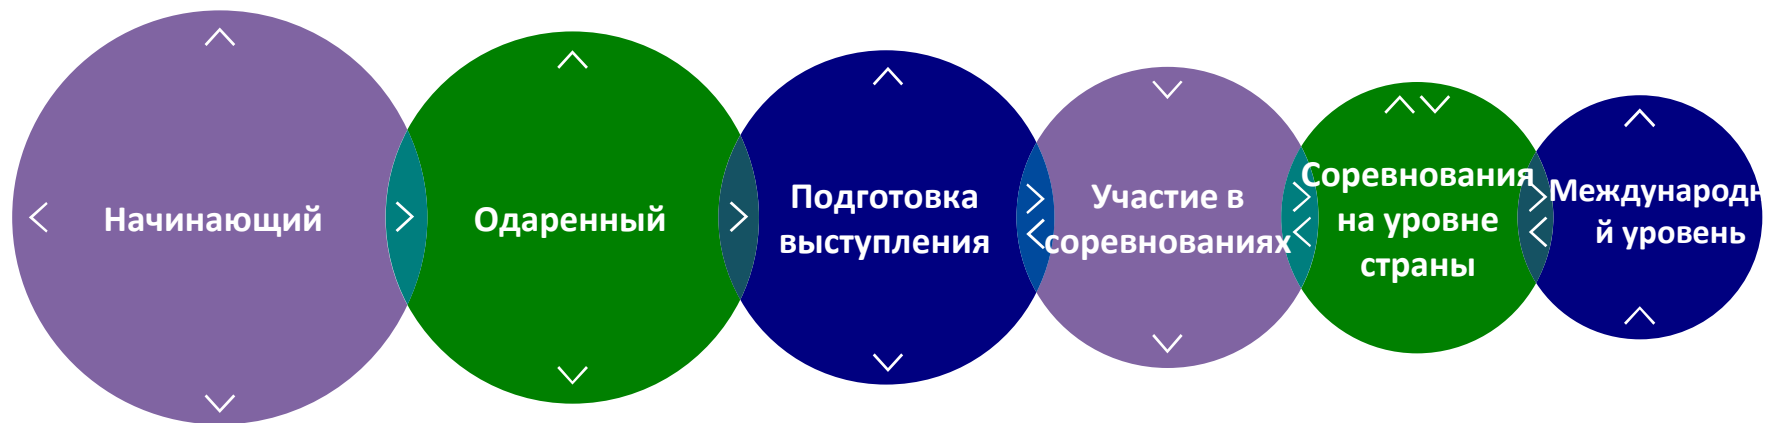 Начинающий
Одаренный
Подготовка
выступления
Участие в
соревнованиях
Соревнования
на уровне
страны
Международн
й уровень